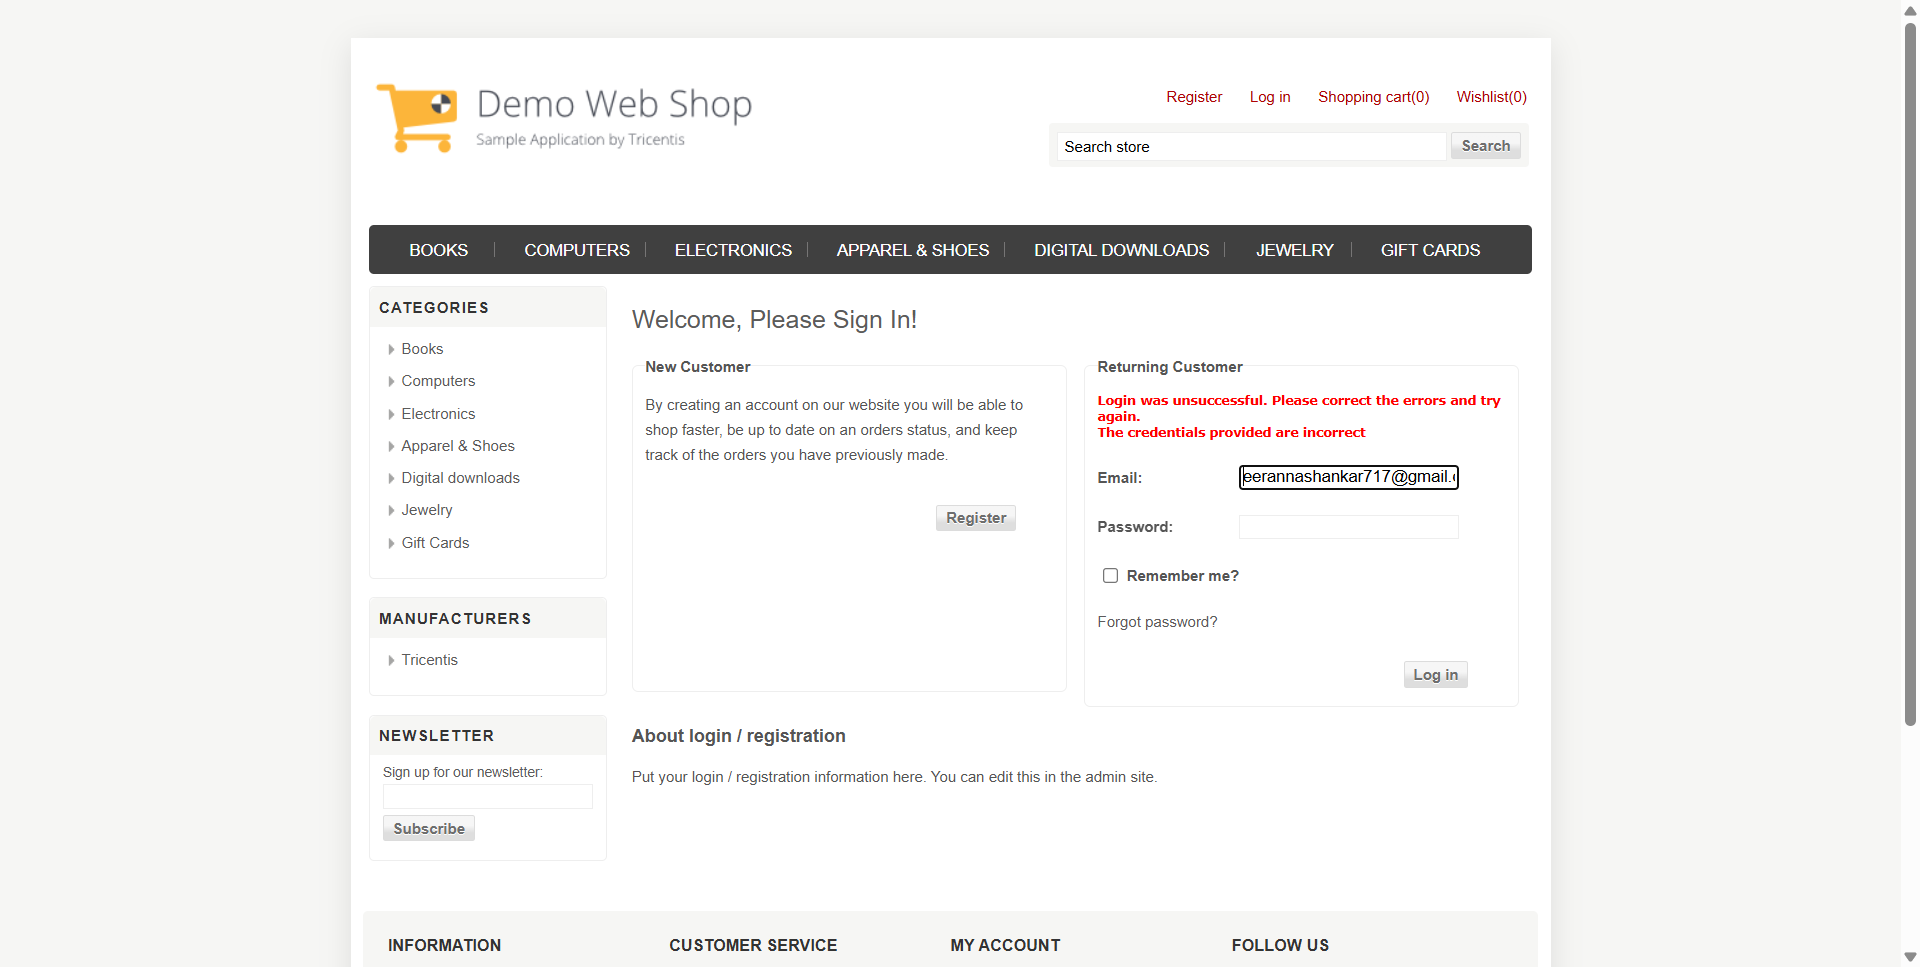 Demo Web Shop
Sample Application by Tricentis
Register
Log in
Shopping cart(0)
Wishlist(0)
Search store
Search
BOOKS
COMPUTERS
ELECTRONICS
APPAREL & SHOES
DIGITAL DOWNLOADS
JEWELRY
GIFT CARDS
CATEGORIES
Books
Computers
Electronics
Apparel & Shoes
Digital downloads
Jewelry
Gift Cards
MANUFACTURERS
Tricentis
NEWSLETTER
Sign up for our newsletter:
Subscribe
Welcome, Please Sign In!
New Customer
By creating an account on our website you will be able to
shop faster, be up to date on an orders status, and keep
track of the orders you have previously made.
Register
Returning Customer
Login was unsuccessful. Please correct the errors and try
again.
The credentials provided are incorrect
Email:
eerannashankar717@gmail.
Password:
Remember me?
Forgot password?
Log in
About login / registration
Put your login / registration information here. You can edit this in the admin site.
INFORMATION
CUSTOMER SERVICE
MY ACCOUNT
FOLLOW US